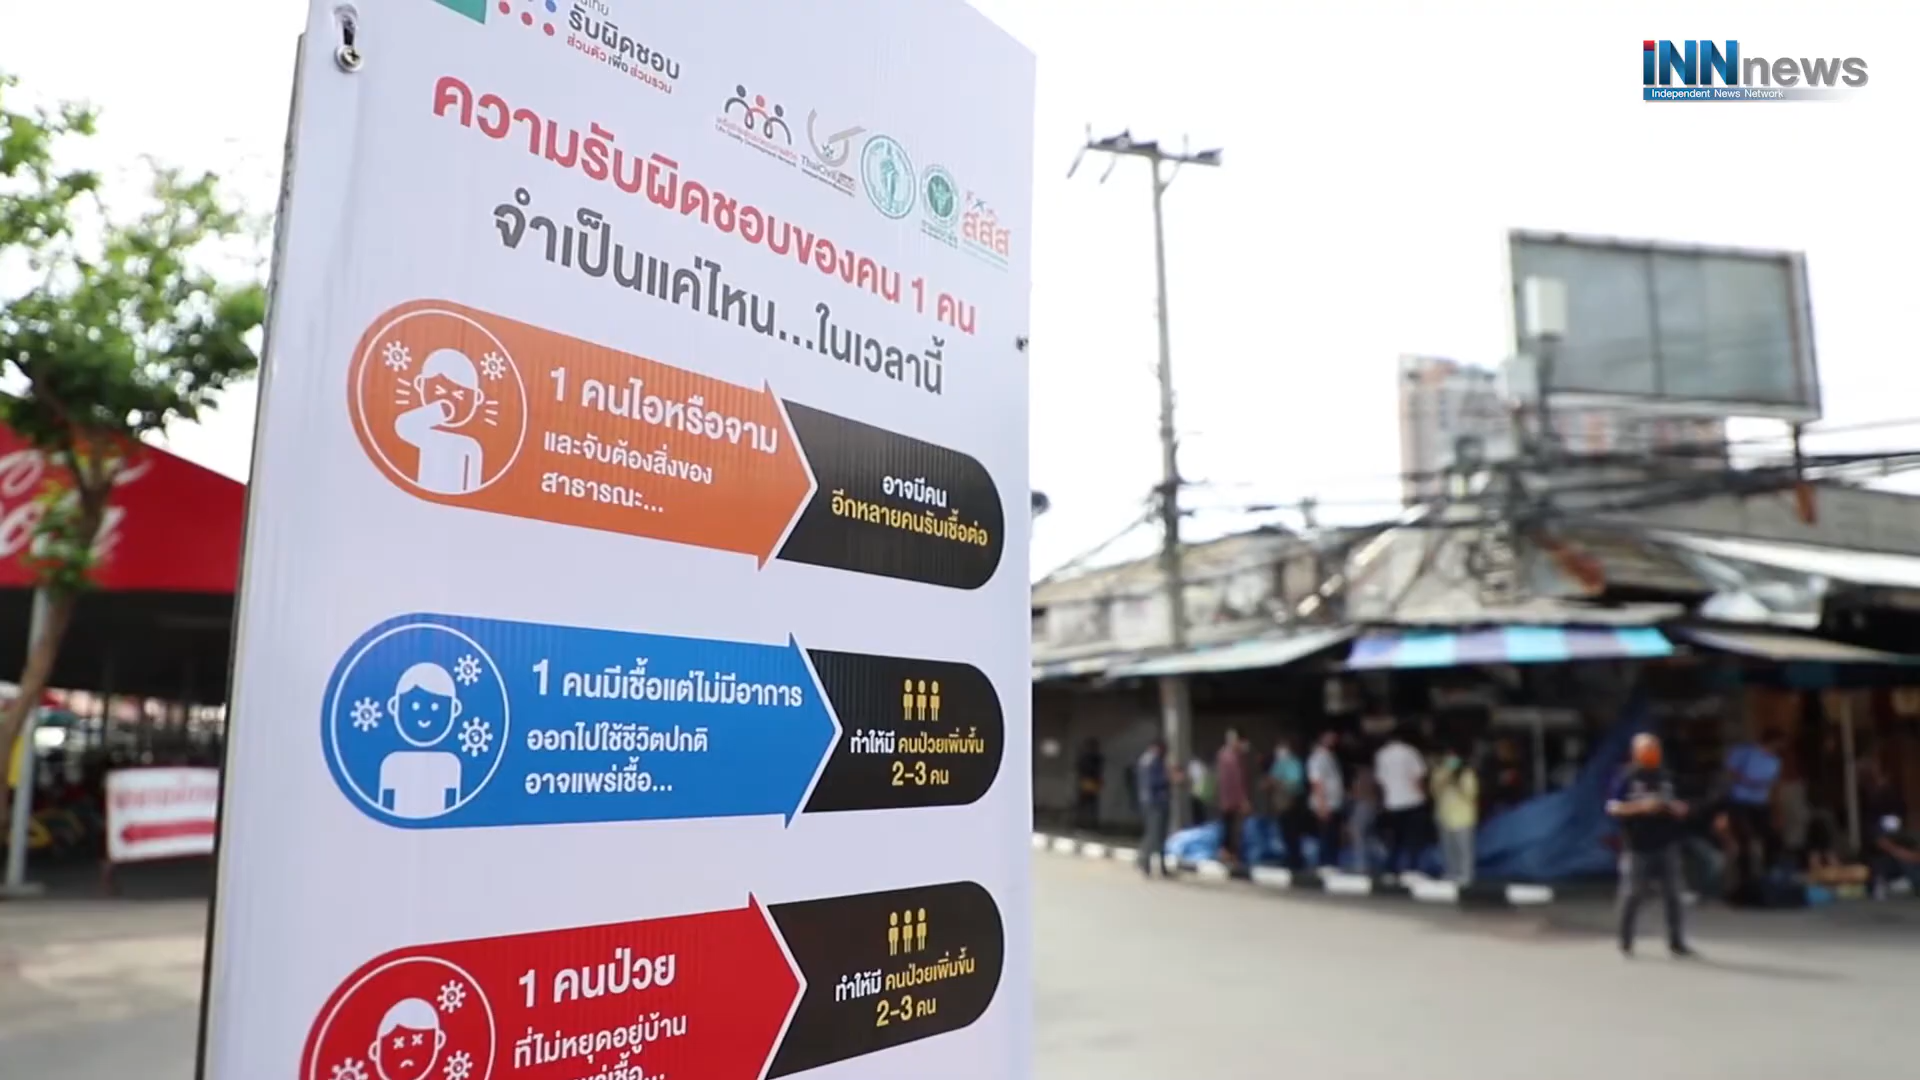 iNNnews
Independent News Network
รับผิดชอบ
ส่วนตัว เพื่อ ส่วนรวม
สสส
ความรับผิดชอบของคน 1 คน
จำเป็นแค่ไหน...ในเวลานี้
1 คนไอหรือจาม
และจับต้องสิ่งของ
สาธารณะ...
อาจมีคน
อีกหลายคนรับเชื้อต่อ
1 คนมีเชื้อแต่ไม่มีอาการ
ออกไปใช้ชีวิตปกติ
อาจแพร่เชื้อ...
ทำให้มี คนป่วยเพิ่มขึ้น
2-3 คน
1 คนป่วย
ที่ไม่หยุดอยู่บ้าน
ทำให้มี คนป่วยเพิ่มขึ้น
2-3 คน